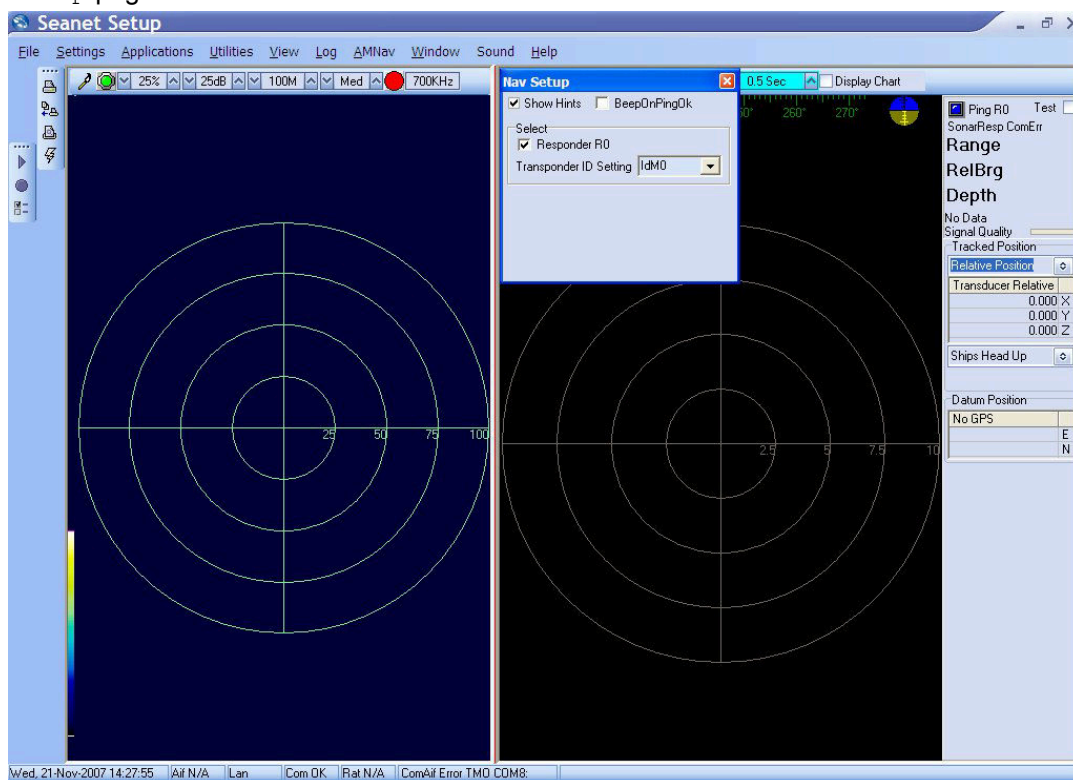 Seanet Setup
File Settings Applications Utilities View Log AMNav Window Sound Help
25% 25dB 100M Med 700KHz
Nav Setup
0.5 Sec Display Chart
Show Hints BeepOnPingOk
Select
Responder R0
Transponder ID Setting IdM0
260° 270°
Ping R0 Test
SonarResp ComErr
Range
RelBrg
Depth
No Data
Signal Quality
Tracked Position
Relative Position
Transducer Relative
0.000 X
0.000 Y
0.000 Z
Ships Head Up
Datum Position
No GPS
E
N
25 50 75 100
2.5 5 7.5 10
Wed, 21-Nov-2007 14:27:55 Aif N/A Lan Com OK Rat N/A ComAif Error TMO COM8: